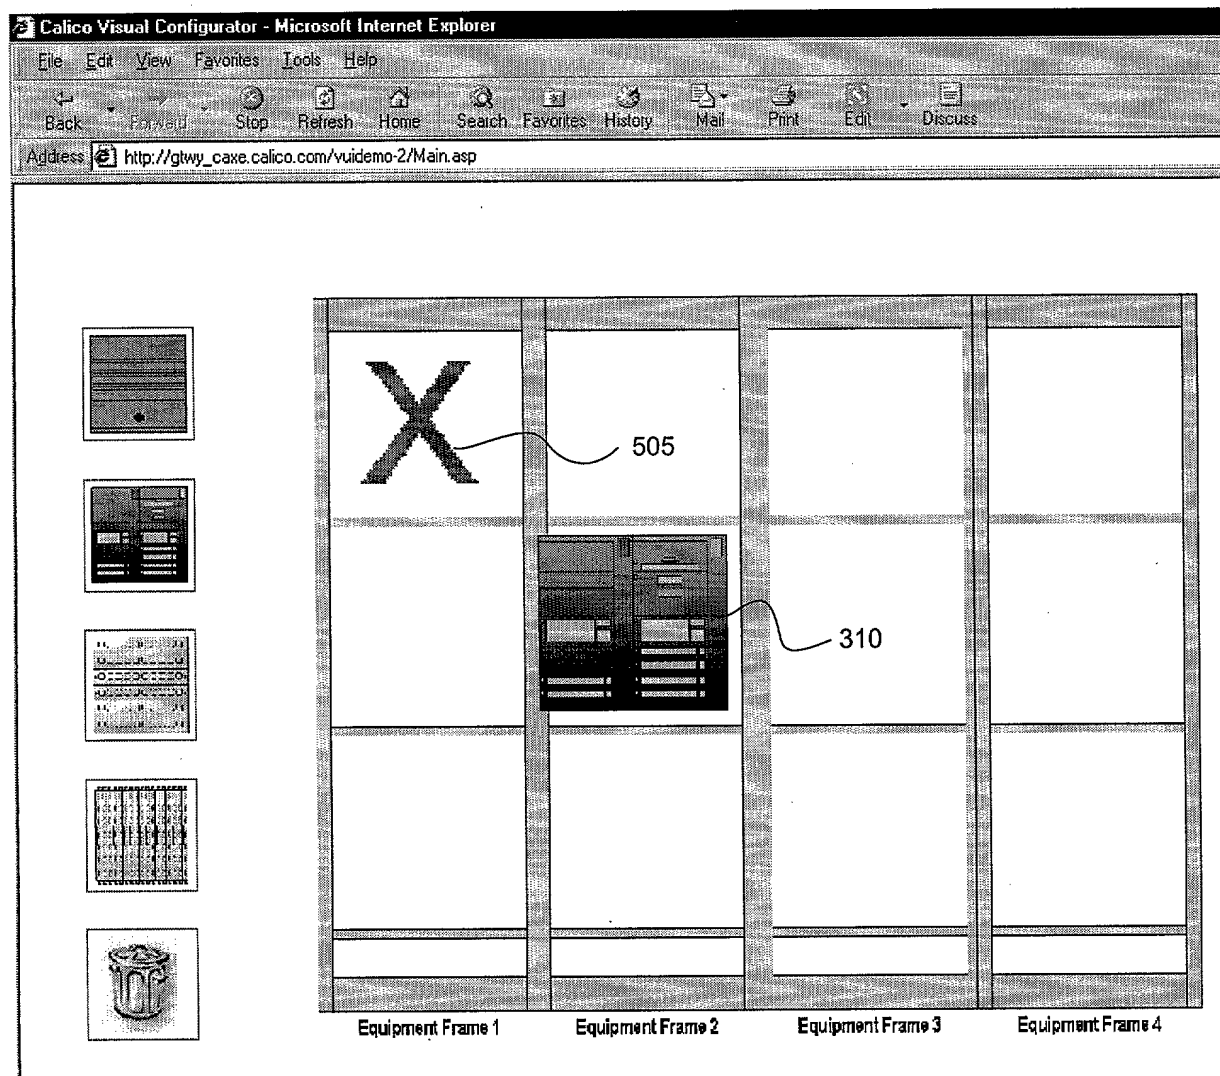 Calico Visual Configurator - Microsoft Internet Explorer
File Edit View Favorites Tools Help
Back Forward Stop Refresh Home Search Favorites History Mail Print Edit Discuss
Address http://gtwy_caxe.calico.com/vuidemo-2/Main.asp
X
505
310
Equipment Frame 1 Equipment Frame 2 Equipment Frame 3 Equipment Frame 4